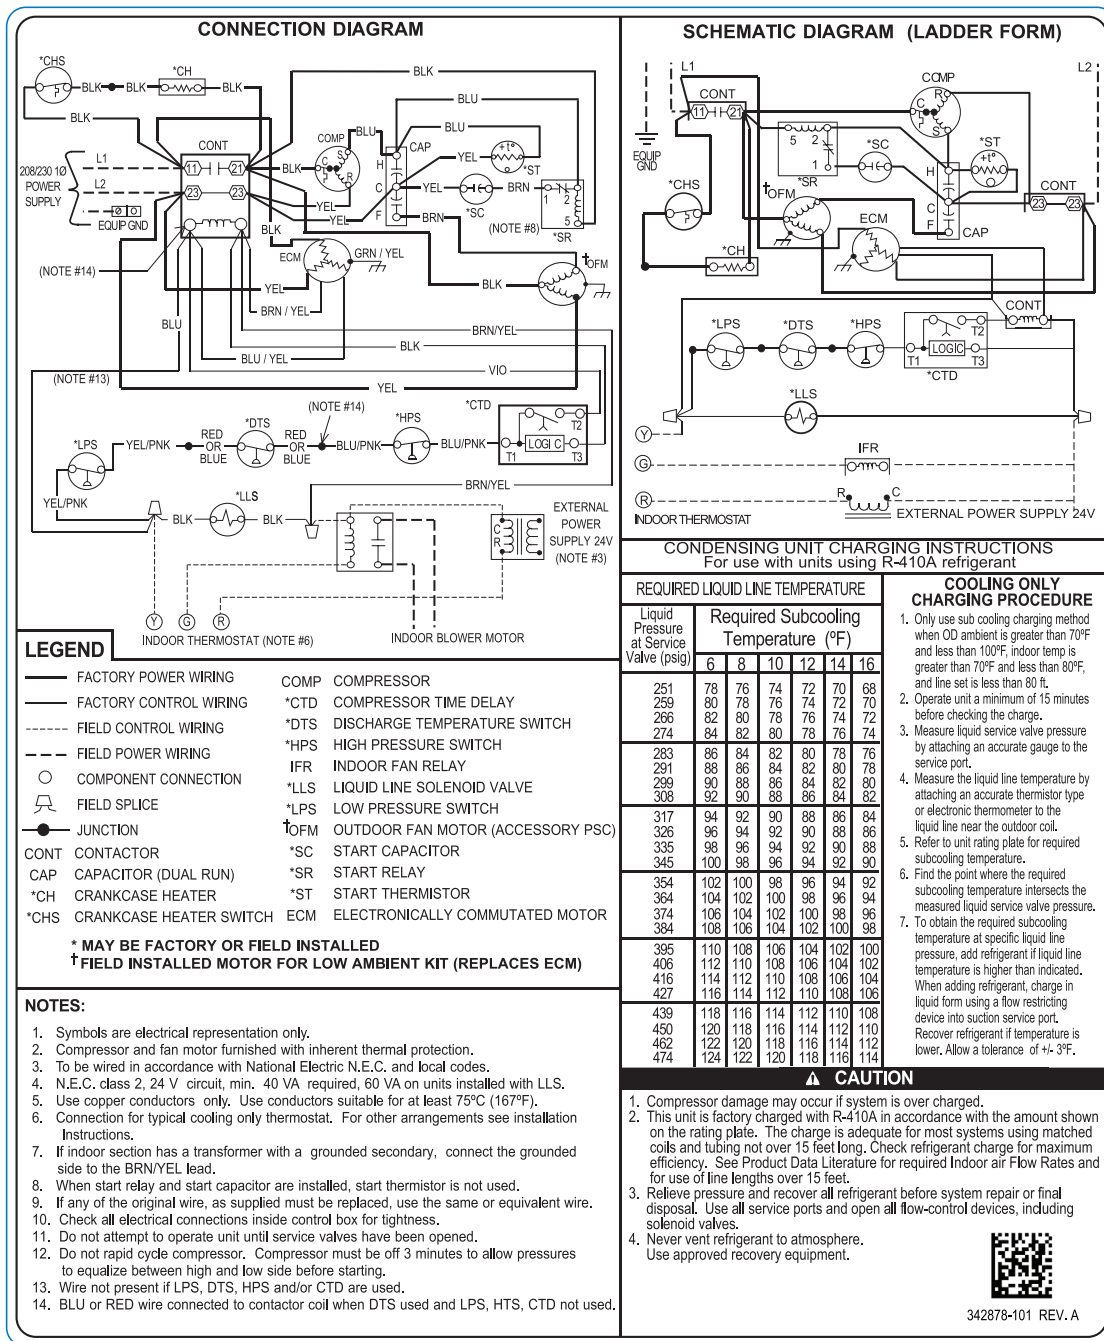 CONNECTION DIAGRAM
*CHS
BLK
BLK
*CH
BLK
BLK
BLU
BLK
CONT
COMP
BLU
BLU
CAP
L1
11
21
BLK
C
S
R
H
YEL
+t°
*ST
208/230 1Ø
POWER
SUPPLY
L2
23
23
YEL
C
YEL
BRN
*SC
2
1
5
EQUIP GND
YEL
F
BRN
(NOTE #8)
*SR
BLK
ECM
GRN / YEL
†OFM
(NOTE #14)
YEL
BLK
BRN / YEL
BLU
BRN/YEL
BLK
BLU / YEL
VIO
(NOTE #13)
YEL
(NOTE #14)
*CTD
*LPS
YEL/PNK
RED
OR
BLUE
*DTS
RED
OR
BLUE
BLU/PNK
*HPS
BLU/PNK
T1
LOGIC
T2
T3
YEL/PNK
BRN/YEL
*LLS
BLK
BLK
C
R
EXTERNAL
POWER
SUPPLY 24V
(NOTE #3)
Y
G
R
INDOOR THERMOSTAT (NOTE #6)
INDOOR BLOWER MOTOR
LEGEND
FACTORY POWER WIRING
FACTORY CONTROL WIRING
FIELD CONTROL WIRING
FIELD POWER WIRING
COMPONENT CONNECTION
FIELD SPLICE
JUNCTION
CONT CONTACTOR
CAP CAPACITOR (DUAL RUN)
*CH CRANKCASE HEATER
*CHS CRANKCASE HEATER SWITCH
COMP COMPRESSOR
*CTD COMPRESSOR TIME DELAY
*DTS DISCHARGE TEMPERATURE SWITCH
*HPS HIGH PRESSURE SWITCH
IFR INDOOR FAN RELAY
*LLS LIQUID LINE SOLENOID VALVE
*LPS LOW PRESSURE SWITCH
†OFM OUTDOOR FAN MOTOR (ACCESSORY PSC)
*SC START CAPACITOR
*SR START RELAY
*ST START THERMISTOR
ECM ELECTRONICALLY COMMUTATED MOTOR
* MAY BE FACTORY OR FIELD INSTALLED
† FIELD INSTALLED MOTOR FOR LOW AMBIENT KIT (REPLACES ECM)
NOTES:
1. Symbols are electrical representation only.
2. Compressor and fan motor furnished with inherent thermal protection.
3. To be wired in accordance with National Electric N.E.C. and local codes.
4. N.E.C. class 2, 24 V circuit, min. 40 VA required, 60 VA on units installed with LLS.
5. Use copper conductors only. Use conductors suitable for at least 75ºC (167ºF).
6. Connection for typical cooling only thermostat. For other arrangements see installation
Instructions.
7. If indoor section has a transformer with a grounded secondary, connect the grounded
side to the BRN/YEL lead.
8. When start relay and start capacitor are installed, start thermistor is not used.
9. If any of the original wire, as supplied must be replaced, use the same or equivalent wire.
10. Check all electrical connections inside control box for tightness.
11. Do not attempt to operate unit until service valves have been opened.
12. Do not rapid cycle compressor. Compressor must be off 3 minutes to allow pressures
to equalize between high and low side before starting.
13. Wire not present if LPS, DTS, HPS and/or CTD are used.
14. BLU or RED wire connected to contactor coil when DTS used and LPS, HTS, CTD not used.
SCHEMATIC DIAGRAM (LADDER FORM)
L1
COMP
L2
CONT
11
21
R
C
S
EQUIP
GND
5
2
1
*SR
*SC
H
+t°
*ST
*CHS
†OFM
C
F
CAP
CONT
23
23
ECM
*CH
CONT
*LPS
*DTS
*HPS
T2
T1
LOGIC
T3
*CTD
*LLS
Y
IFR
G
R
C
R
INDOOR THERMOSTAT
EXTERNAL POWER SUPPLY 24V
CONDENSING UNIT CHARGING INSTRUCTIONS
For use with units using R-410A refrigerant
REQUIRED LIQUID LINE TEMPERATURE
Liquid
Pressure
at Service
Valve (psig)
Required Subcooling
Temperature (ºF)
6 8 10 12 14 16
251 78 76 74 72 70 68
259 80 78 76 74 72 70
266 82 80 78 76 74 72
274 84 82 80 78 76 74
283 86 84 82 80 78 76
291 88 86 84 82 80 78
299 90 88 86 84 82 80
308 92 90 88 86 84 82
317 94 92 90 88 86 84
326 96 94 92 90 88 86
335 98 96 94 92 90 88
345 100 98 96 94 92 90
354 102 100 98 96 94 92
364 104 102 100 98 96 94
374 106 104 102 100 98 96
384 108 106 104 102 100 98
395 110 108 106 104 102 100
406 112 110 108 106 104 102
416 114 112 110 108 106 104
427 116 114 112 110 108 106
439 118 116 114 112 110 108
450 120 118 116 114 112 110
462 122 120 118 116 114 112
474 124 122 120 118 116 114
COOLING ONLY
CHARGING PROCEDURE
1. Only use sub cooling charging method
when OD ambient is greater than 70ºF
and less than 100ºF, indoor temp is
greater than 70ºF and less than 80ºF,
and line set is less than 80 ft.
2. Operate unit a minimum of 15 minutes
before checking the charge.
3. Measure liquid service valve pressure
by attaching an accurate gauge to the
service port.
4. Measure the liquid line temperature by
attaching an accurate thermistor type
or electronic thermometer to the
liquid line near the outdoor coil.
5. Refer to unit rating plate for required
subcooling temperature.
6. Find the point where the required
subcooling temperature intersects the
measured liquid service valve pressure.
7. To obtain the required subcooling
temperature at specific liquid line
pressure, add refrigerant if liquid line
temperature is higher than indicated.
When adding refrigerant, charge in
liquid form using a flow restricting
device into suction service port.
Recover refrigerant if temperature is
lower. Allow a tolerance of +/- 3ºF.
CAUTION
1. Compressor damage may occur if system is over charged.
2. This unit is factory charged with R-410A in accordance with the amount shown
on the rating plate. The charge is adequate for most systems using matched
coils and tubing not over 15 feet long. Check refrigerant charge for maximum
efficiency. See Product Data Literature for required Indoor air Flow Rates and
for use of line lengths over 15 feet.
3. Relieve pressure and recover all refrigerant before system repair or final
disposal. Use all service ports and open all flow-control devices, including
solenoid valves.
4. Never vent refrigerant to atmosphere.
Use approved recovery equipment.
342878-101 REV. A